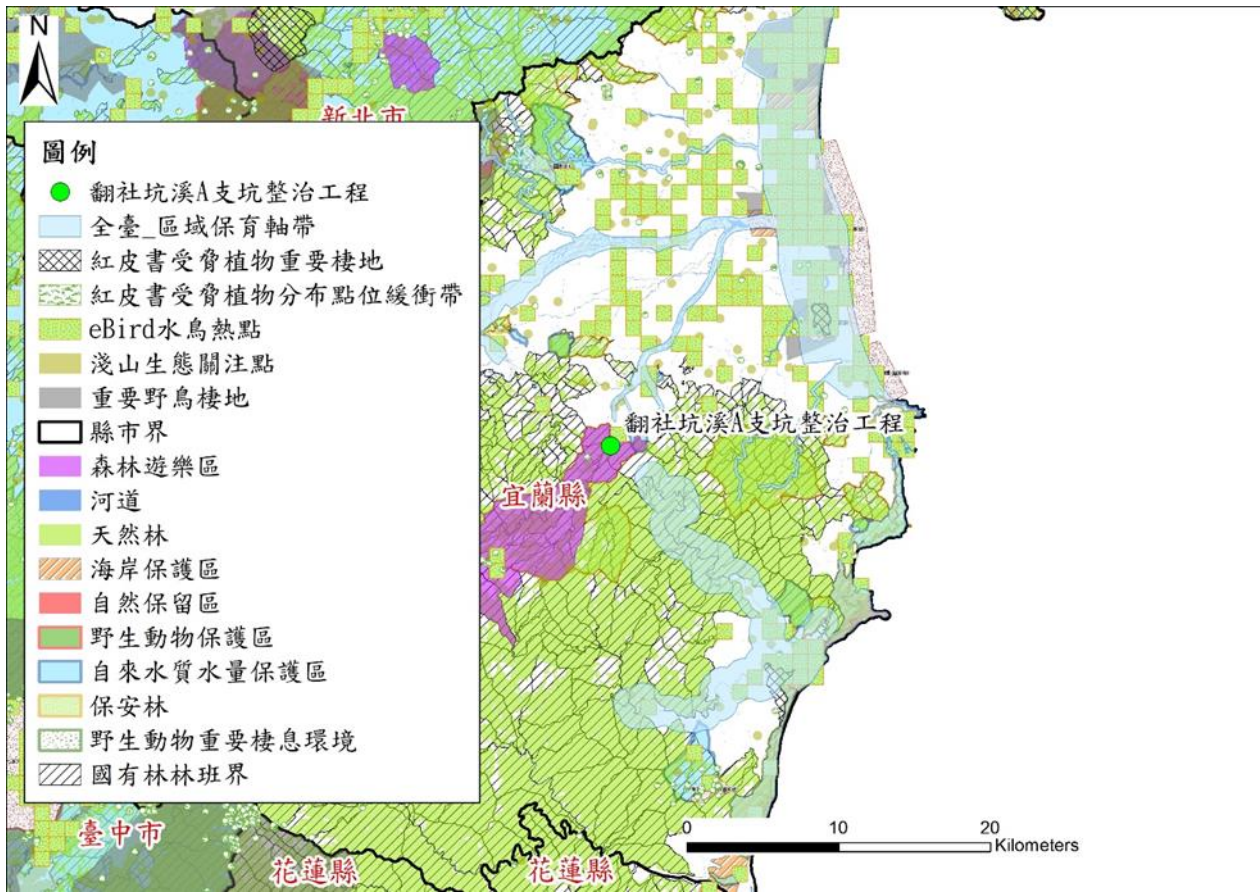 N
新北市
圖例
翻社坑溪A支坑整治工程
全臺_區域保育軸帶
紅皮書受脅植物重要棲地
紅皮書受脅植物分布點位緩衝帶
eBird水鳥熱點
淺山生態關注點
重要野鳥棲地
縣市界
森林遊樂區
河道
天然林
海岸保護區
自然保留區
野生動物保護區
自來水質水量保護區
保安林
野生動物重要棲息環境
國有林林班界
翻社坑溪A支坑整治工程
宜蘭縣
臺中市
花蓮縣
花蓮縣
0 10 20
Kilometers